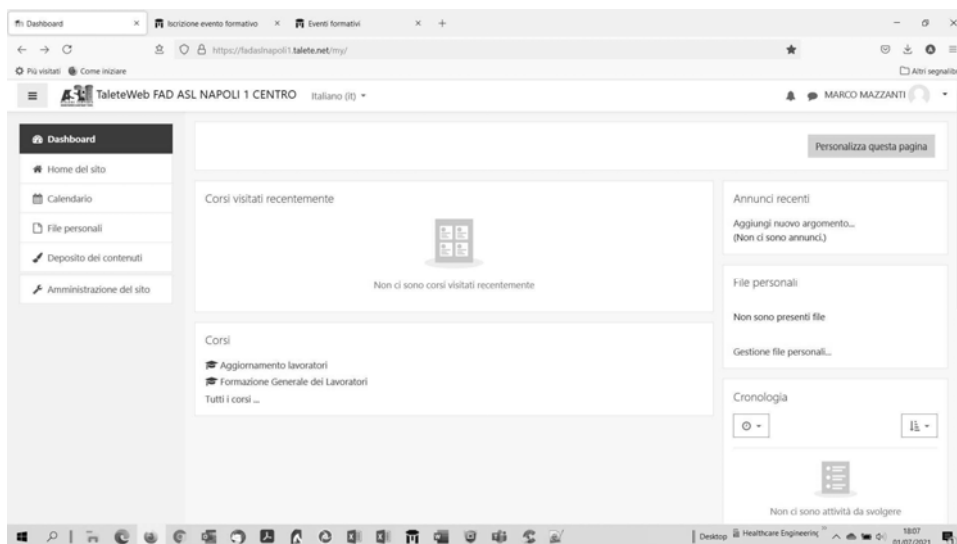 Dashboard
Iscrizione evento formativo
Eventi formativi
https://fadaslnapoli1.talete.net/my/
Più visitati
Come iniziare
Altri segnalibri
TaleteWeb FAD ASL NAPOLI 1 CENTRO
Italiano (it)
MARCO MAZZANTI
Dashboard
Home del sito
Calendario
File personali
Deposito dei contenuti
Amministrazione del sito
Personalizza questa pagina
Corsi visitati recentemente
Non ci sono corsi visitati recentemente
Corsi
Aggiornamento lavoratori
Formazione Generale dei Lavoratori
Tutti i corsi ...
Annunci recenti
Aggiungi nuovo argomento...
(Non ci sono annunci.)
File personali
Non sono presenti file
Gestione file personali...
Cronologia
Non ci sono attività da svolgere
Desktop
Healthcare Engineering
18:07
01/07/2021